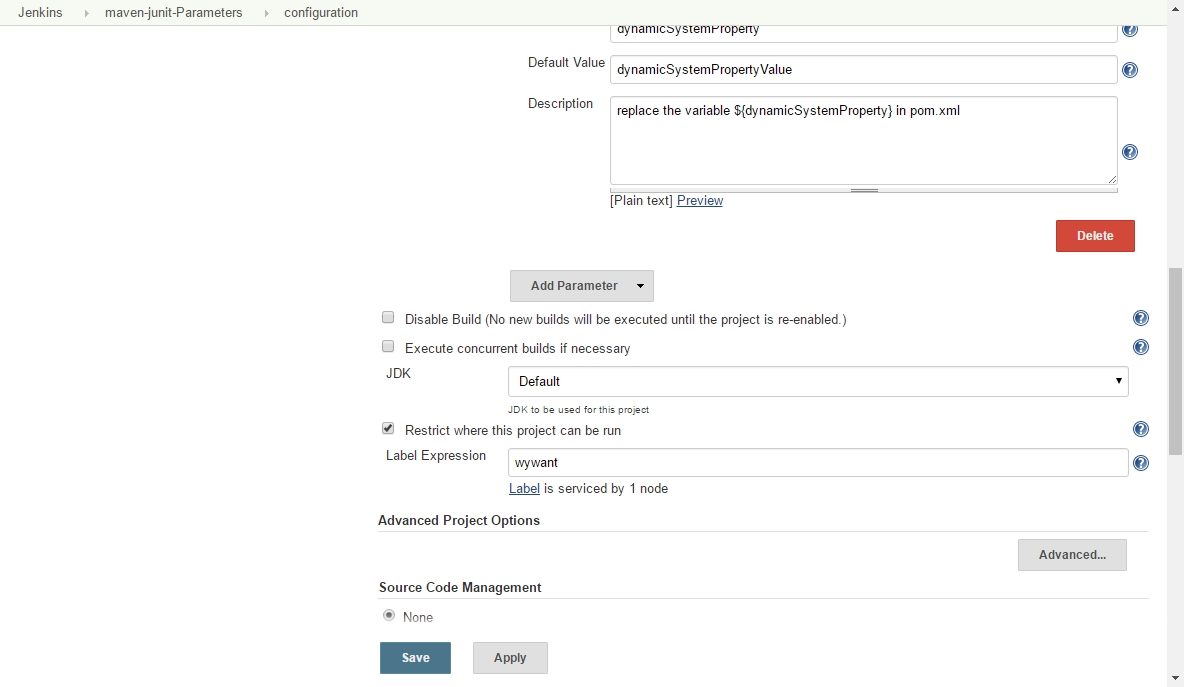 Jenkins maven-junit-Parameters configuration
dynamicSystemProperty
Default Value dynamicSystemPropertyValue
Description replace the variable ${dynamicSystemProperty} in pom.xml
[Plain text] Preview
Delete
Add Parameter
Disable Build (No new builds will be executed until the project is re-enabled.)
Execute concurrent builds if necessary
JDK Default
JDK to be used for this project
Restrict where this project can be run
Label Expression wywant
Label is serviced by 1 node
Advanced Project Options
Advanced...
Source Code Management
None
Save Apply